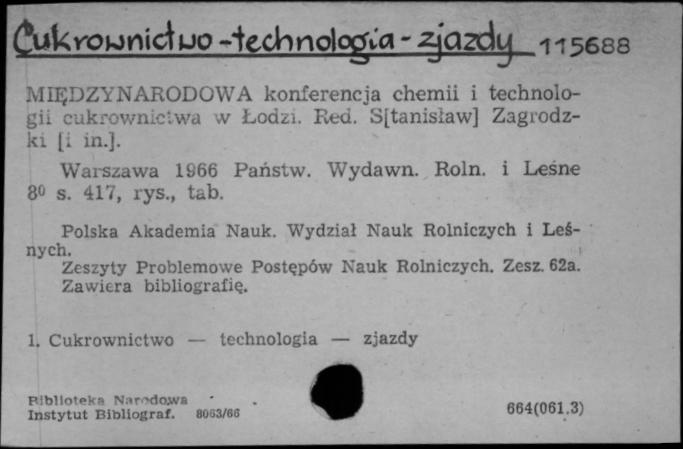 Cukrownictwo - technologia - zjazdy 115688
MIĘDZYNARODOWA konferencja chemii i technolo-
gii cukrownictwa w Łodzi. Red. S[tanisław] Zagrodz-
ki [i in.].
Warszawa 1966 Państw. Wydawn. Roln. i Leśne
8⁰ s. 417, rys., tab.
Polska Akademia Nauk. Wydział Nauk Rolniczych i Leś-
nych.
Zeszyty Problemowe Postępów Nauk Rolniczych. Zesz. 62a.
Zawiera bibliografię.
1. Cukrownictwo — technologia — zjazdy
Biblioteka Narodowa
Instytut Bibliograf. 8063/66 664(061.3)